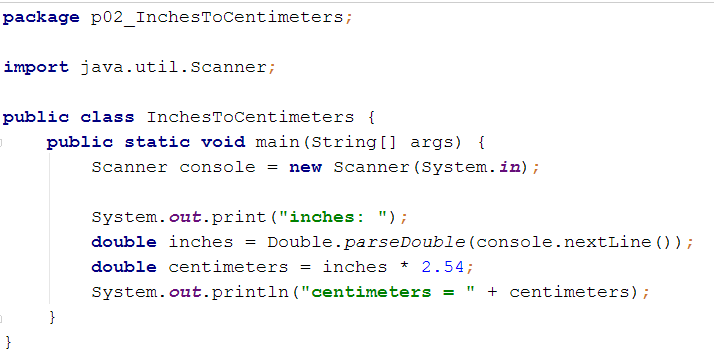 package p02_InchesToCentimeters;
import java.util.Scanner;
public class InchesToCentimeters {
public static void main(String[] args) {
Scanner console = new Scanner(System.in);
System.out.print("inches: ");
double inches = Double.parseDouble(console.nextLine());
double centimeters = inches * 2.54;
System.out.println("centimeters = " + centimeters);
}
}